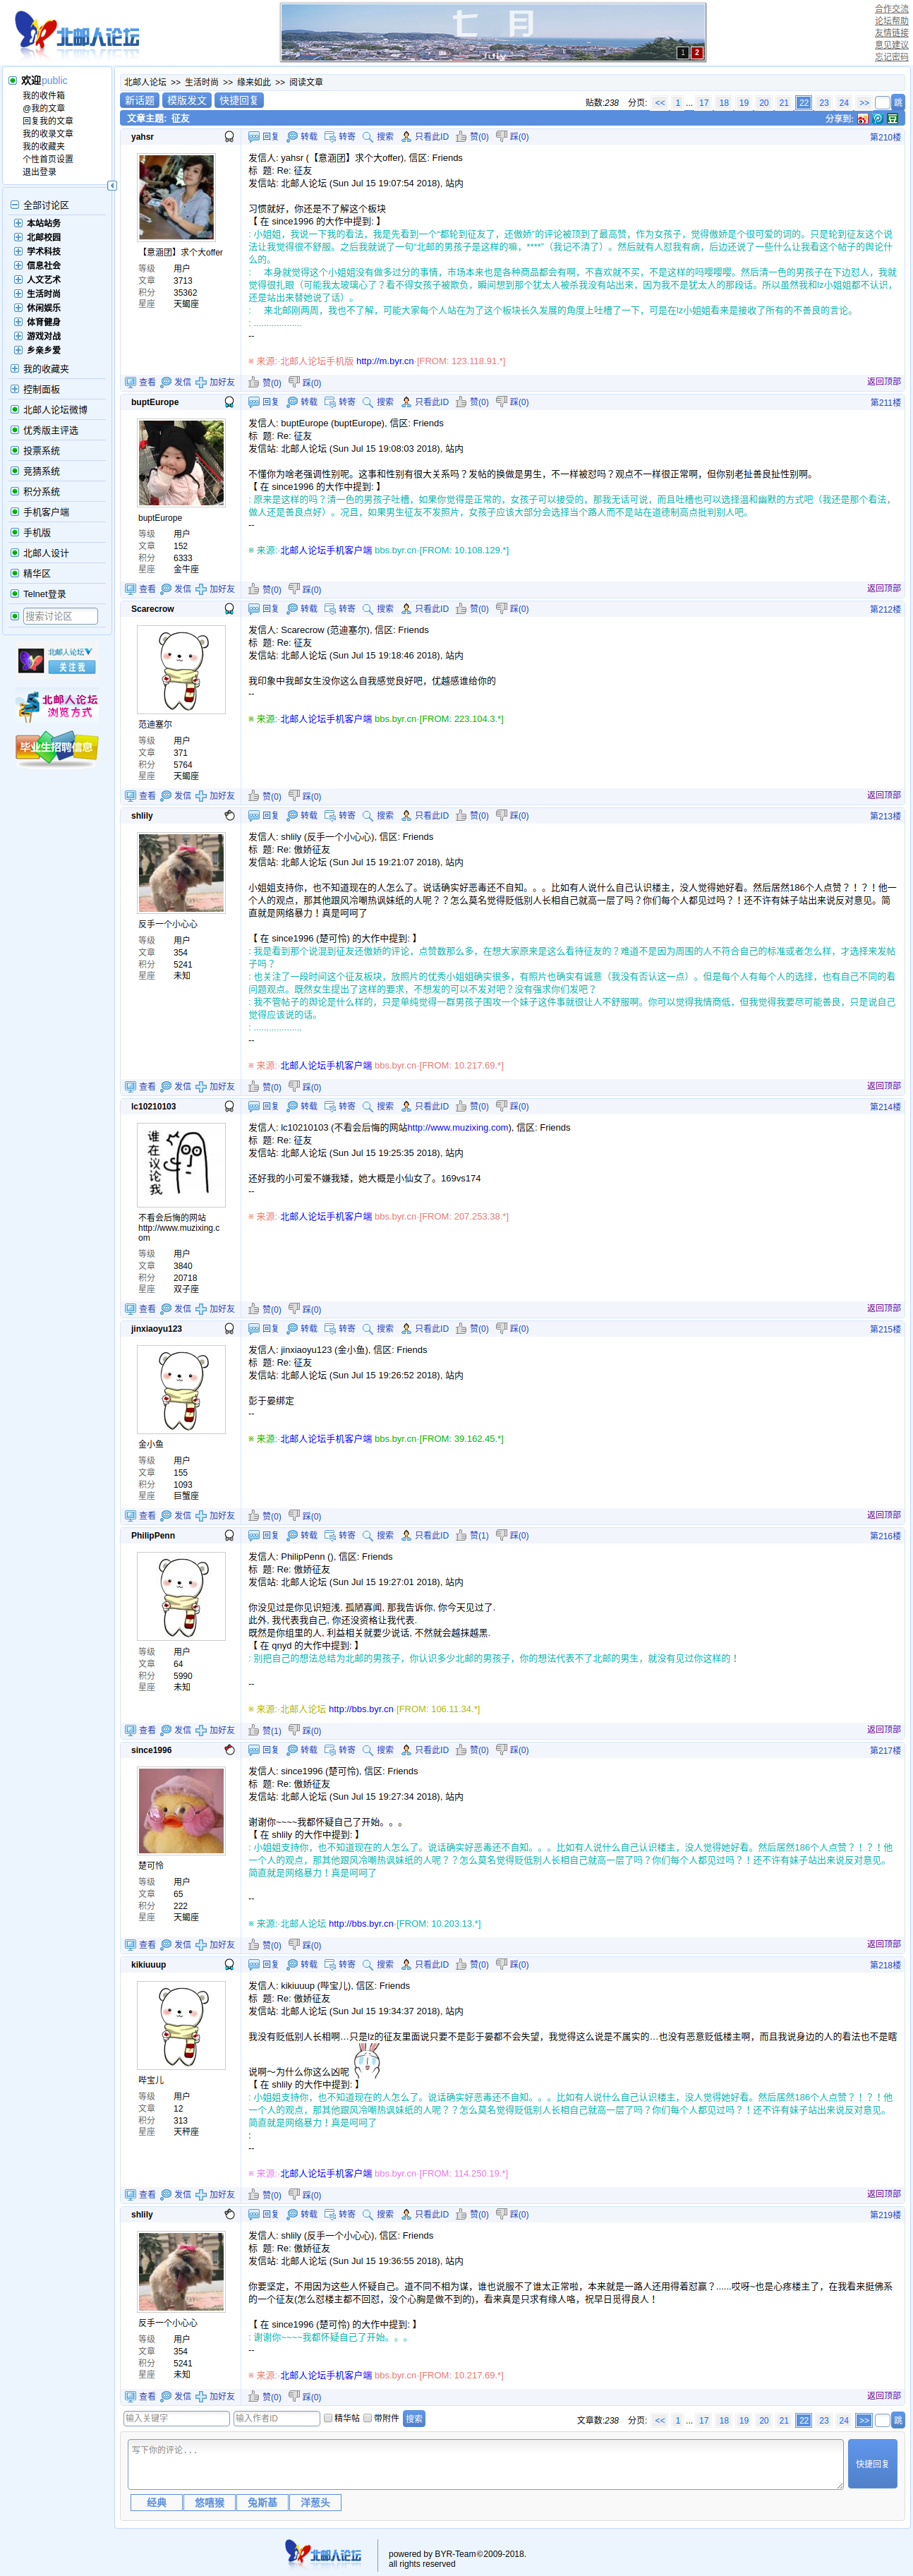 北邮人论坛
七 月
July
1 2
合作交流
论坛帮助
友情链接
意见建议
忘记密码
欢迎public
我的收件箱
@我的文章
回复我的文章
我的收录文章
我的收藏夹
个性首页设置
退出登录
全部讨论区
本站站务
北邮校园
学术科技
信息社会
人文艺术
生活时尚
休闲娱乐
体育健身
游戏对战
乡亲乡爱
我的收藏夹
控制面板
北邮人论坛微博
优秀版主评选
投票系统
竞猜系统
积分系统
手机客户端
手机版
北邮人设计
精华区
Telnet登录
搜索讨论区
北邮人论坛
关注我
北邮人论坛
浏览方式
毕业生招聘信息
北邮人论坛 >> 生活时尚 >> 缘来如此 >> 阅读文章
新话题 模版发文 快捷回复
贴数:238 分页: << 1 ... 17 18 19 20 21 22 23 24 >> 跳
文章主题: 征友
分享到:
yahsr
回复 转载 转寄 搜索 只看此ID 赞(0) 踩(0)
第210楼
【意涵团】求个大offer
等级 用户
文章 3713
积分 35362
星座 天蝎座
发信人: yahsr (【意涵团】求个大offer), 信区: Friends
标 题: Re: 征友
发信站: 北邮人论坛 (Sun Jul 15 19:07:54 2018), 站内
习惯就好，你还是不了解这个板块
【 在 since1996 的大作中提到: 】
: 小姐姐，我说一下我的看法，我是先看到一个“都轮到征友了，还傲娇”的评论被顶到了最高赞，作为女孩子，觉得傲娇是个很可爱的词的。只是轮到征友这个说法让我觉得很不舒服。之后我就说了一句“北邮的男孩子是这样的嘛，****”（我记不清了）。然后就有人怼我有病，后边还说了一些什么让我看这个帖子的舆论什么的。
: 本身就觉得这个小姐姐没有做多过分的事情，市场本来也是各种商品都会有啊，不喜欢就不买，不是这样的吗嘤嘤嘤。然后清一色的男孩子在下边怼人，我就觉得很扎眼（可能我太玻璃心了？看不得女孩子被欺负，瞬间想到那个犹太人被杀我没有站出来，因为我不是犹太人的那段话。所以虽然我和lz小姐姐都不认识，还是站出来替她说了话）。
: 来北邮刚两周，我也不了解，可能大家每个人站在为了这个板块长久发展的角度上吐槽了一下，可是在lz小姐姐看来是接收了所有的不善良的言论。
: ...................
--
※ 来源:·北邮人论坛手机版 http://m.byr.cn·[FROM: 123.118.91.*]
查看 发信 加好友 赞(0) 踩(0) 返回顶部
buptEurope
回复 转载 转寄 搜索 只看此ID 赞(0) 踩(0)
第211楼
buptEurope
等级 用户
文章 152
积分 6333
星座 金牛座
发信人: buptEurope (buptEurope), 信区: Friends
标 题: Re: 征友
发信站: 北邮人论坛 (Sun Jul 15 19:08:03 2018), 站内
不懂你为啥老强调性别呢。这事和性别有很大关系吗？发帖的换做是男生，不一样被怼吗？观点不一样很正常啊，但你别老扯善良扯性别啊。
【 在 since1996 的大作中提到: 】
: 原来是这样的吗？清一色的男孩子吐槽，如果你觉得是正常的，女孩子可以接受的，那我无话可说，而且吐槽也可以选择温和幽默的方式吧（我还是那个看法，做人还是善良点好）。况且，如果男生征友不发照片，女孩子应该大部分会选择当个路人而不是站在道德制高点批判别人吧。
--
※ 来源:·北邮人论坛手机客户端 bbs.byr.cn·[FROM: 10.108.129.*]
查看 发信 加好友 赞(0) 踩(0) 返回顶部
Scarecrow
回复 转载 转寄 搜索 只看此ID 赞(0) 踩(0)
第212楼
范迪塞尔
等级 用户
文章 371
积分 5764
星座 天蝎座
发信人: Scarecrow (范迪塞尔), 信区: Friends
标 题: Re: 征友
发信站: 北邮人论坛 (Sun Jul 15 19:18:46 2018), 站内
我印象中我邮女生没你这么自我感觉良好吧，优越感谁给你的
--
※ 来源:·北邮人论坛手机客户端 bbs.byr.cn·[FROM: 223.104.3.*]
查看 发信 加好友 赞(0) 踩(0) 返回顶部
shlily
回复 转载 转寄 搜索 只看此ID 赞(0) 踩(0)
第213楼
反手一个小心心
等级 用户
文章 354
积分 5241
星座 未知
发信人: shlily (反手一个小心心), 信区: Friends
标 题: Re: 傲娇征友
发信站: 北邮人论坛 (Sun Jul 15 19:21:07 2018), 站内
小姐姐支持你，也不知道现在的人怎么了。说话确实好恶毒还不自知。。。比如有人说什么自己认识楼主，没人觉得她好看。然后居然186个人点赞？！？！他一个人的观点，那其他跟风冷嘲热讽妹纸的人呢？？怎么莫名觉得贬低别人长相自己就高一层了吗？你们每个人都见过吗？！还不许有妹子站出来说反对意见。简直就是网络暴力！真是呵呵了
【 在 since1996 (楚可怜) 的大作中提到: 】
: 我是看到那个说混到征友还傲娇的评论，点赞数那么多，在想大家原来是这么看待征友的？难道不是因为周围的人不符合自己的标准或者怎么样，才选择来发帖子吗？
: 也关注了一段时间这个征友板块，放照片的优秀小姐姐确实很多，有照片也确实有诚意（我没有否认这一点）。但是每个人有每个人的选择，也有自己不同的看问题观点。既然女生提出了这样的要求，不想发的可以不发对吧？没有强求你们发吧？
: 我不管帖子的舆论是什么样的，只是单纯觉得一群男孩子围攻一个妹子这件事就很让人不舒服啊。你可以觉得我情商低，但我觉得我要尽可能善良，只是说自己觉得应该说的话。
: ...................
--
※ 来源:·北邮人论坛手机客户端 bbs.byr.cn·[FROM: 10.217.69.*]
查看 发信 加好友 赞(0) 踩(0) 返回顶部
lc10210103
回复 转载 转寄 搜索 只看此ID 赞(0) 踩(0)
第214楼
谁在议论我
不看会后悔的网站
http://www.muzixing.com
等级 用户
文章 3840
积分 20718
星座 双子座
发信人: lc10210103 (不看会后悔的网站http://www.muzixing.com), 信区: Friends
标 题: Re: 征友
发信站: 北邮人论坛 (Sun Jul 15 19:25:35 2018), 站内
还好我的小可爱不嫌我矮，她大概是小仙女了。169vs174
--
※ 来源:·北邮人论坛手机客户端 bbs.byr.cn·[FROM: 207.253.38.*]
查看 发信 加好友 赞(0) 踩(0) 返回顶部
jinxiaoyu123
回复 转载 转寄 搜索 只看此ID 赞(0) 踩(0)
第215楼
金小鱼
等级 用户
文章 155
积分 1093
星座 巨蟹座
发信人: jinxiaoyu123 (金小鱼), 信区: Friends
标 题: Re: 征友
发信站: 北邮人论坛 (Sun Jul 15 19:26:52 2018), 站内
彭于晏绑定
--
※ 来源:·北邮人论坛手机客户端 bbs.byr.cn·[FROM: 39.162.45.*]
查看 发信 加好友 赞(0) 踩(0) 返回顶部
PhilipPenn
回复 转载 转寄 搜索 只看此ID 赞(1) 踩(0)
第216楼
等级 用户
文章 64
积分 5990
星座 未知
发信人: PhilipPenn (), 信区: Friends
标 题: Re: 傲娇征友
发信站: 北邮人论坛 (Sun Jul 15 19:27:01 2018), 站内
你没见过是你见识短浅, 孤陋寡闻, 那我告诉你, 你今天见过了.
此外, 我代表我自己, 你还没资格让我代表.
既然是你组里的人, 利益相关就要少说话, 不然就会越抹越黑.
【 在 qnyd 的大作中提到: 】
: 别把自己的想法总结为北邮的男孩子，你认识多少北邮的男孩子，你的想法代表不了北邮的男生，就没有见过你这样的！
--
※ 来源:·北邮人论坛 http://bbs.byr.cn·[FROM: 106.11.34.*]
查看 发信 加好友 赞(1) 踩(0) 返回顶部
since1996
回复 转载 转寄 搜索 只看此ID 赞(0) 踩(0)
第217楼
楚可怜
等级 用户
文章 65
积分 222
星座 天蝎座
发信人: since1996 (楚可怜), 信区: Friends
标 题: Re: 傲娇征友
发信站: 北邮人论坛 (Sun Jul 15 19:27:34 2018), 站内
谢谢你~~~~我都怀疑自己了开始。。。
【 在 shlily 的大作中提到: 】
: 小姐姐支持你，也不知道现在的人怎么了。说话确实好恶毒还不自知。。。比如有人说什么自己认识楼主，没人觉得她好看。然后居然186个人点赞？！？！他一个人的观点，那其他跟风冷嘲热讽妹纸的人呢？？怎么莫名觉得贬低别人长相自己就高一层了吗？你们每个人都见过吗？！还不许有妹子站出来说反对意见。简直就是网络暴力！真是呵呵了
--
※ 来源:·北邮人论坛 http://bbs.byr.cn·[FROM: 10.203.13.*]
查看 发信 加好友 赞(0) 踩(0) 返回顶部
kikiuuup
回复 转载 转寄 搜索 只看此ID 赞(0) 踩(0)
第218楼
哔宝儿
等级 用户
文章 12
积分 313
星座 天秤座
发信人: kikiuuup (哔宝儿), 信区: Friends
标 题: Re: 傲娇征友
发信站: 北邮人论坛 (Sun Jul 15 19:34:37 2018), 站内
我没有贬低别人长相啊…只是lz的征友里面说只要不是彭于晏都不会失望，我觉得这么说是不属实的…也没有恶意贬低楼主啊，而且我说身边的人的看法也不是瞎说啊～为什么你这么凶呢
【 在 shlily 的大作中提到: 】
: 小姐姐支持你，也不知道现在的人怎么了。说话确实好恶毒还不自知。。。比如有人说什么自己认识楼主，没人觉得她好看。然后居然186个人点赞？！？！他一个人的观点，那其他跟风冷嘲热讽妹纸的人呢？？怎么莫名觉得贬低别人长相自己就高一层了吗？你们每个人都见过吗？！还不许有妹子站出来说反对意见。简直就是网络暴力！真是呵呵了
:
--
※ 来源:·北邮人论坛手机客户端 bbs.byr.cn·[FROM: 114.250.19.*]
查看 发信 加好友 赞(0) 踩(0) 返回顶部
shlily
回复 转载 转寄 搜索 只看此ID 赞(0) 踩(0)
第219楼
反手一个小心心
等级 用户
文章 354
积分 5241
星座 未知
发信人: shlily (反手一个小心心), 信区: Friends
标 题: Re: 傲娇征友
发信站: 北邮人论坛 (Sun Jul 15 19:36:55 2018), 站内
你要坚定，不用因为这些人怀疑自己。道不同不相为谋，谁也说服不了谁太正常啦，本来就是一路人还用得着怼赢？......哎呀~也是心疼楼主了，在我看来挺佛系的一个征友(怎么怼楼主都不回怼，没个心胸是做不到的)，看来真是只求有缘人咯，祝早日觅得良人！
【 在 since1996 (楚可怜) 的大作中提到: 】
: 谢谢你~~~~我都怀疑自己了开始。。。
--
※ 来源:·北邮人论坛手机客户端 bbs.byr.cn·[FROM: 10.217.69.*]
查看 发信 加好友 赞(0) 踩(0) 返回顶部
输入关键字 输入作者ID 精华帖 带附件 搜索
文章数:238 分页: << 1 ... 17 18 19 20 21 22 23 24 >> 跳
写下你的评论...
快捷回复
经典 悠嘻猴 兔斯基 洋葱头
北邮人论坛
powered by BYR-Team©2009-2018.
all rights reserved